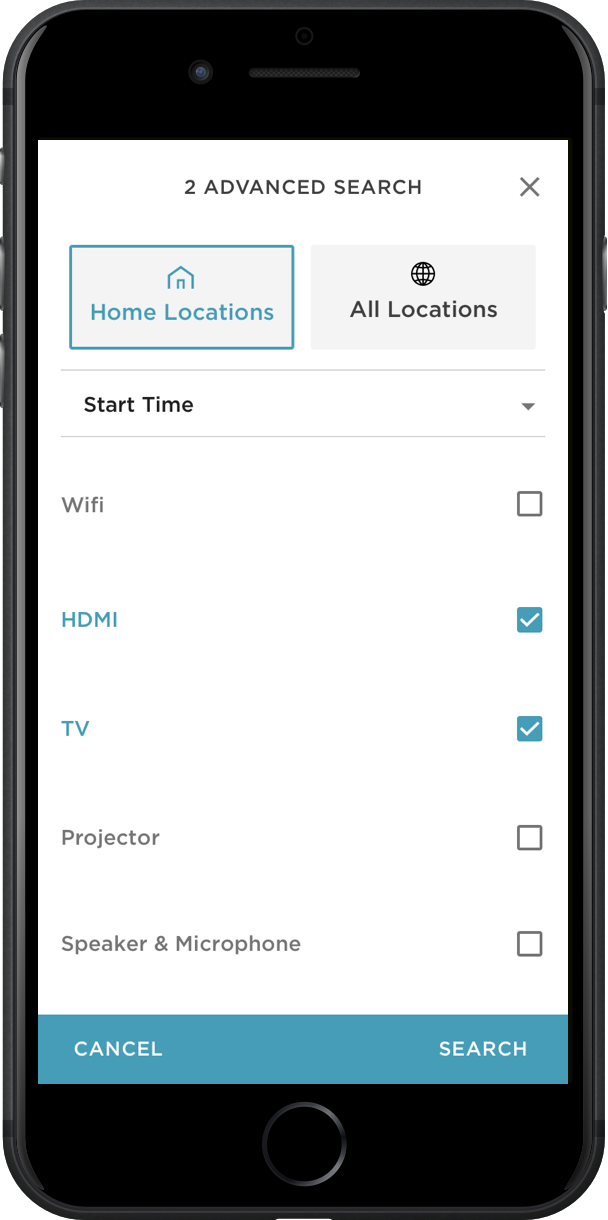 2 ADVANCED SEARCH
Home Locations
All Locations
Start Time
Wifi
HDMI
TV
Projector
Speaker & Microphone
CANCEL
SEARCH